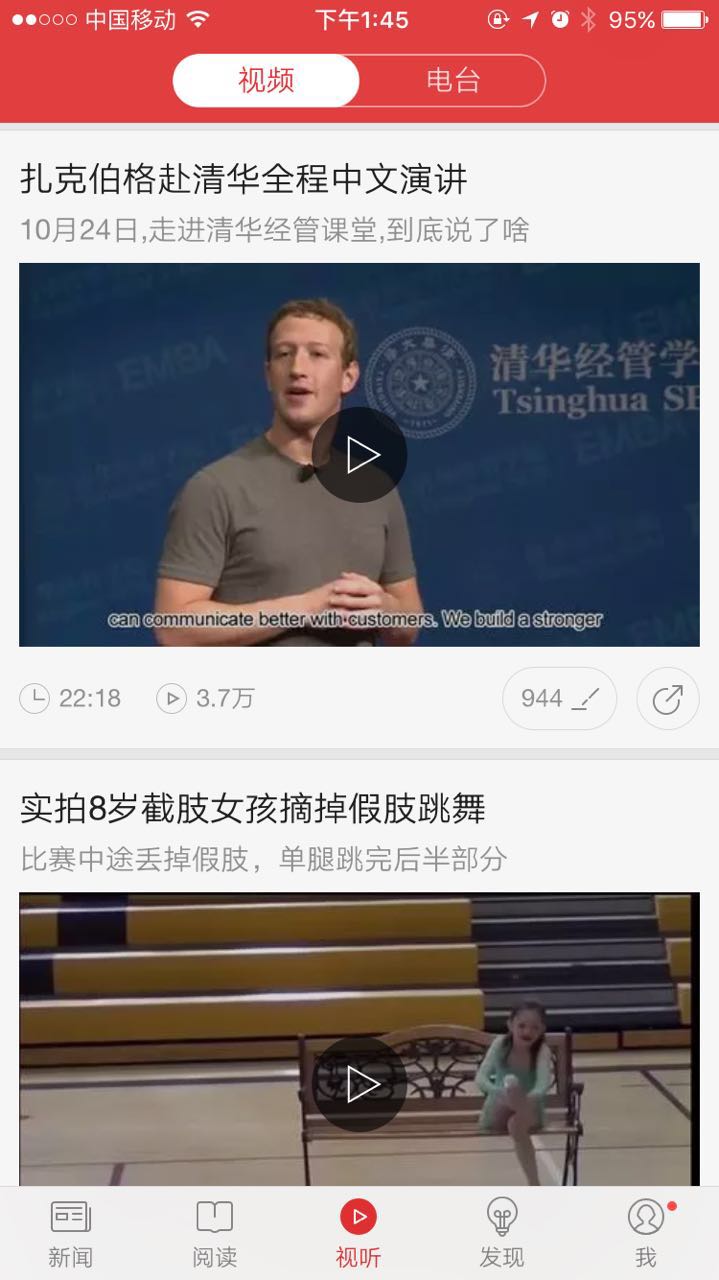 中国移动 下午1:45 95%
视频 电台
扎克伯格赴清华全程中文演讲
10月24日,走进清华经管课堂,到底说了啥
EMBA
清华经管学
Tsinghua SE
EMBA
can communicate better with customers. We build a stronger
22:18 3.7万 944
实拍8岁截肢女孩摘掉假肢跳舞
比赛中途丢掉假肢，单腿跳完后半部分
新闻 阅读 视听 发现 我